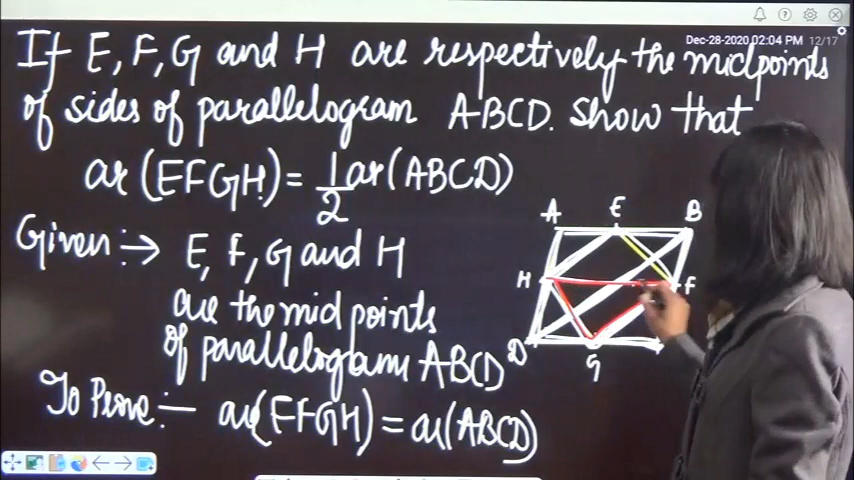 Dec-28-2020 02:04 PM 12/17
If E, F, G and H are respectively the midpoints
of sides of parallelogram ABCD. Show that
ar (EFGH) = 1/2 ar (ABCD)
Given :→ E, F, G and H
are the mid points
of parallelogram ABCD
To Prove :— ar(EFGH) = ar(ABCD)
A E B
H F
D G